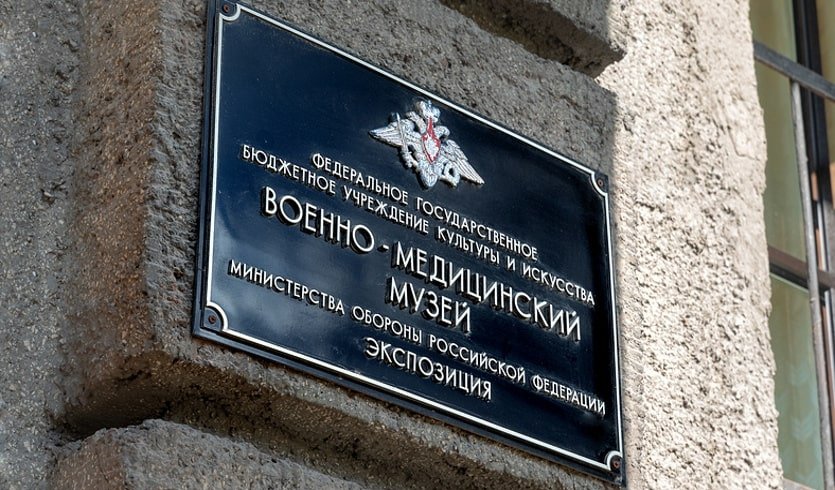 ФЕДЕРАЛЬНОЕ ГОСУДАРСТВЕННОЕ
БЮДЖЕТНОЕ УЧРЕЖДЕНИЕ КУЛЬТУРЫ И ИСКУССТВА
ВОЕННО - МЕДИЦИНСКИЙ
МУЗЕЙ
МИНИСТЕРСТВА ОБОРОНЫ РОССИЙСКОЙ ФЕДЕРАЦИИ
ЭКСПОЗИЦИЯ